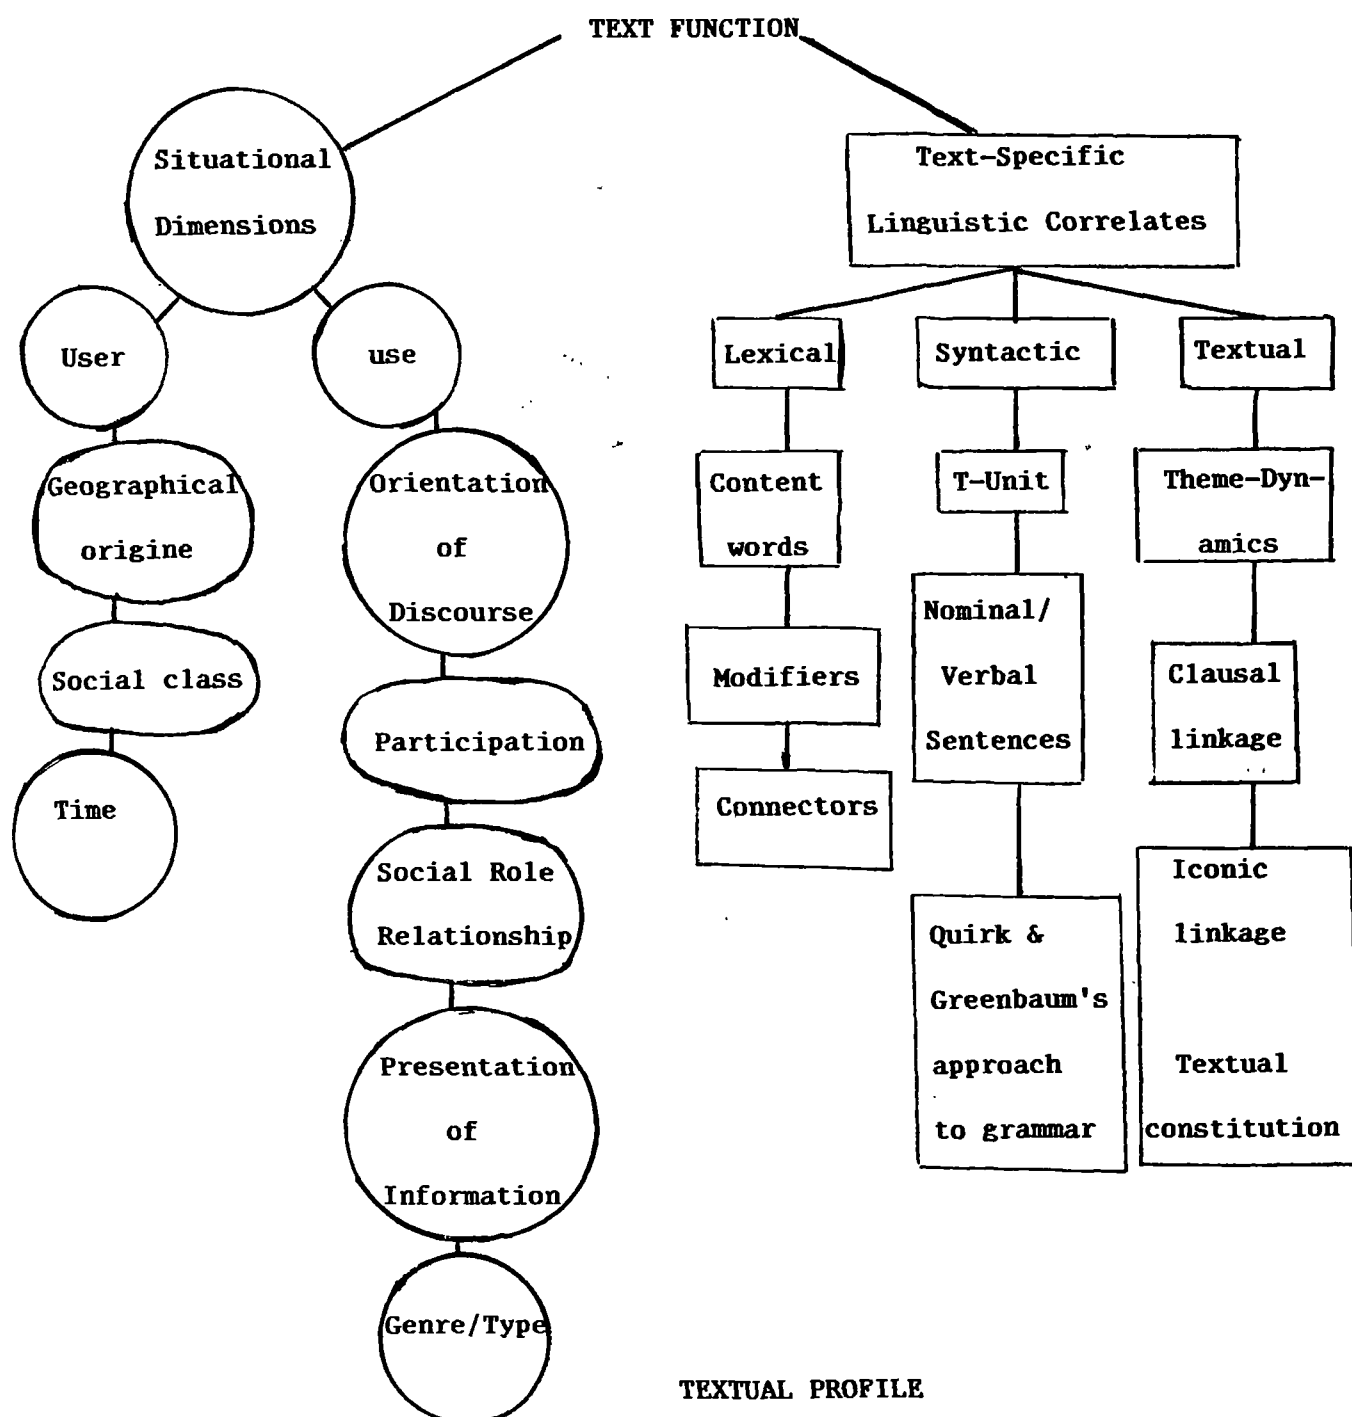 TEXT FUNCTION
Situational
Dimensions
User
Geographical
origine
Social class
Time
use
Orientation
of
Discourse
Participation
Social Role
Relationship
Presentation
of
Information
Genre/Type
Text-Specific
Linguistic Correlates
Lexical
Content
words
Modifiers
Connectors
Syntactic
T-Unit
Nominal/
Verbal
Sentences
Quirk &
Greenbaum's
approach
to grammar
Textual
Theme-Dyn-
amics
Clausal
linkage
Iconic
linkage
Textual
constitution
TEXTUAL PROFILE